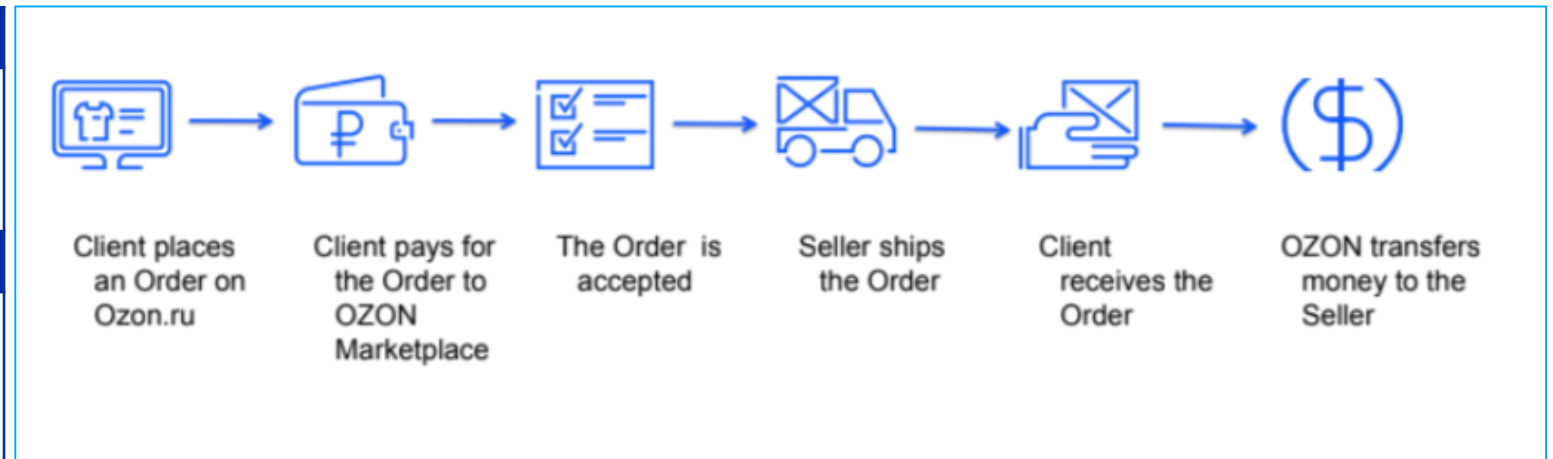 Client places
an Order on
Ozon.ru
Client pays for
the Order to
OZON
Marketplace
The Order is
accepted
Seller ships
the Order
Client
receives the
Order
OZON transfers
money to the
Seller